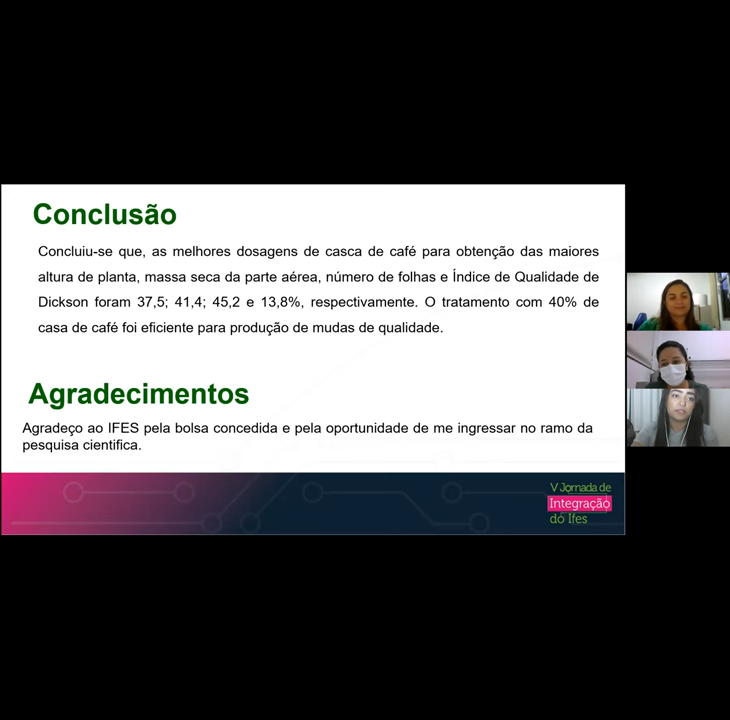 Conclusão
Concluiu-se que, as melhores dosagens de casca de café para obtenção das maiores
altura de planta, massa seca da parte aérea, número de folhas e Índice de Qualidade de
Dickson foram 37,5; 41,4; 45,2 e 13,8%, respectivamente. O tratamento com 40% de
casa de café foi eficiente para produção de mudas de qualidade.
Agradecimentos
Agradeço ao IFES pela bolsa concedida e pela oportunidade de me ingressar no ramo da
pesquisa cientifica.
V Jornada de
Integração
do Ifes